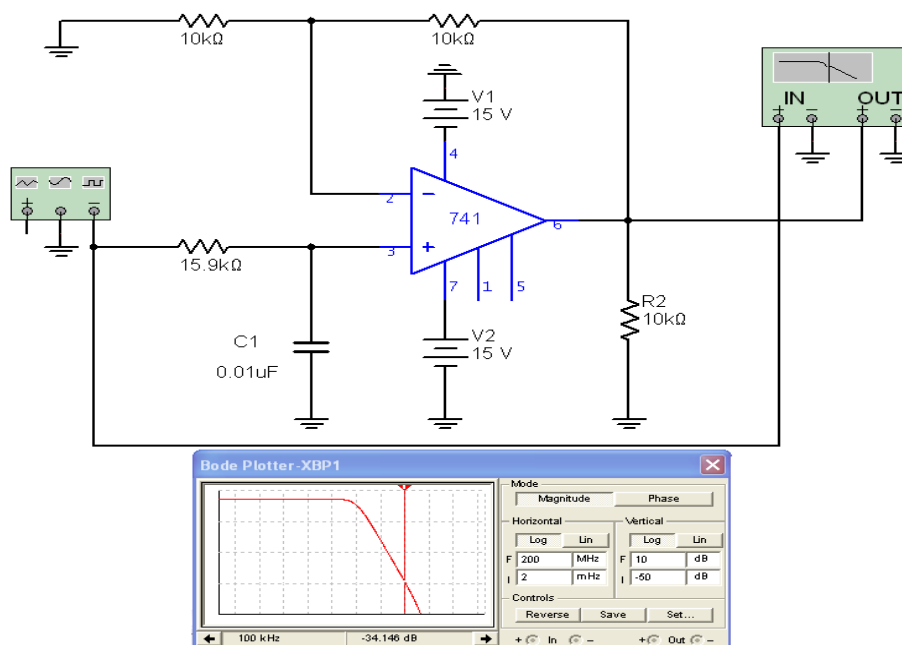 10kΩ
10kΩ
V1
15 V
IN
OUT
+
−
+
−
4
2
−
741
6
+
−
15.9kΩ
3
+
7
1
5
R2
10kΩ
V2
15 V
C1
0.01uF
Bode Plotter-XBP1
Mode
Magnitude
Phase
Horizontal
Vertical
Log
Lin
Log
Lin
F
200
MHz
F
10
dB
I
2
mHz
I
-50
dB
Controls
Reverse
Save
Set...
100 kHz
-34.146 dB
+
In
−
+
Out
−